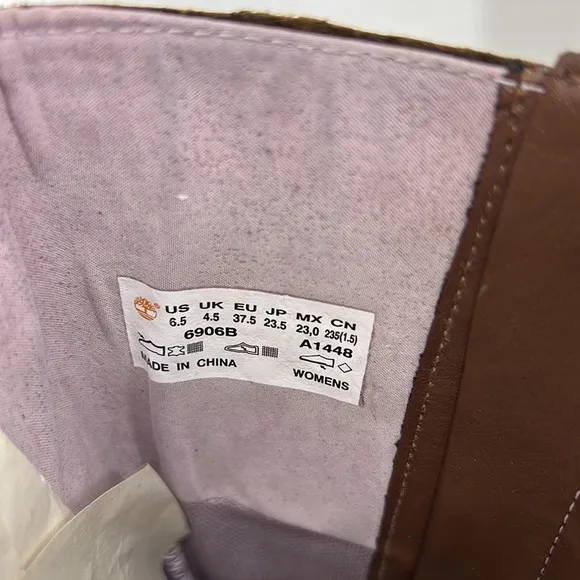 US UK EU JP MX CN
6.5 4.5 37.5 23.5 23,0 235(1.5)
6906B A1448
MADE IN CHINA WOMENS